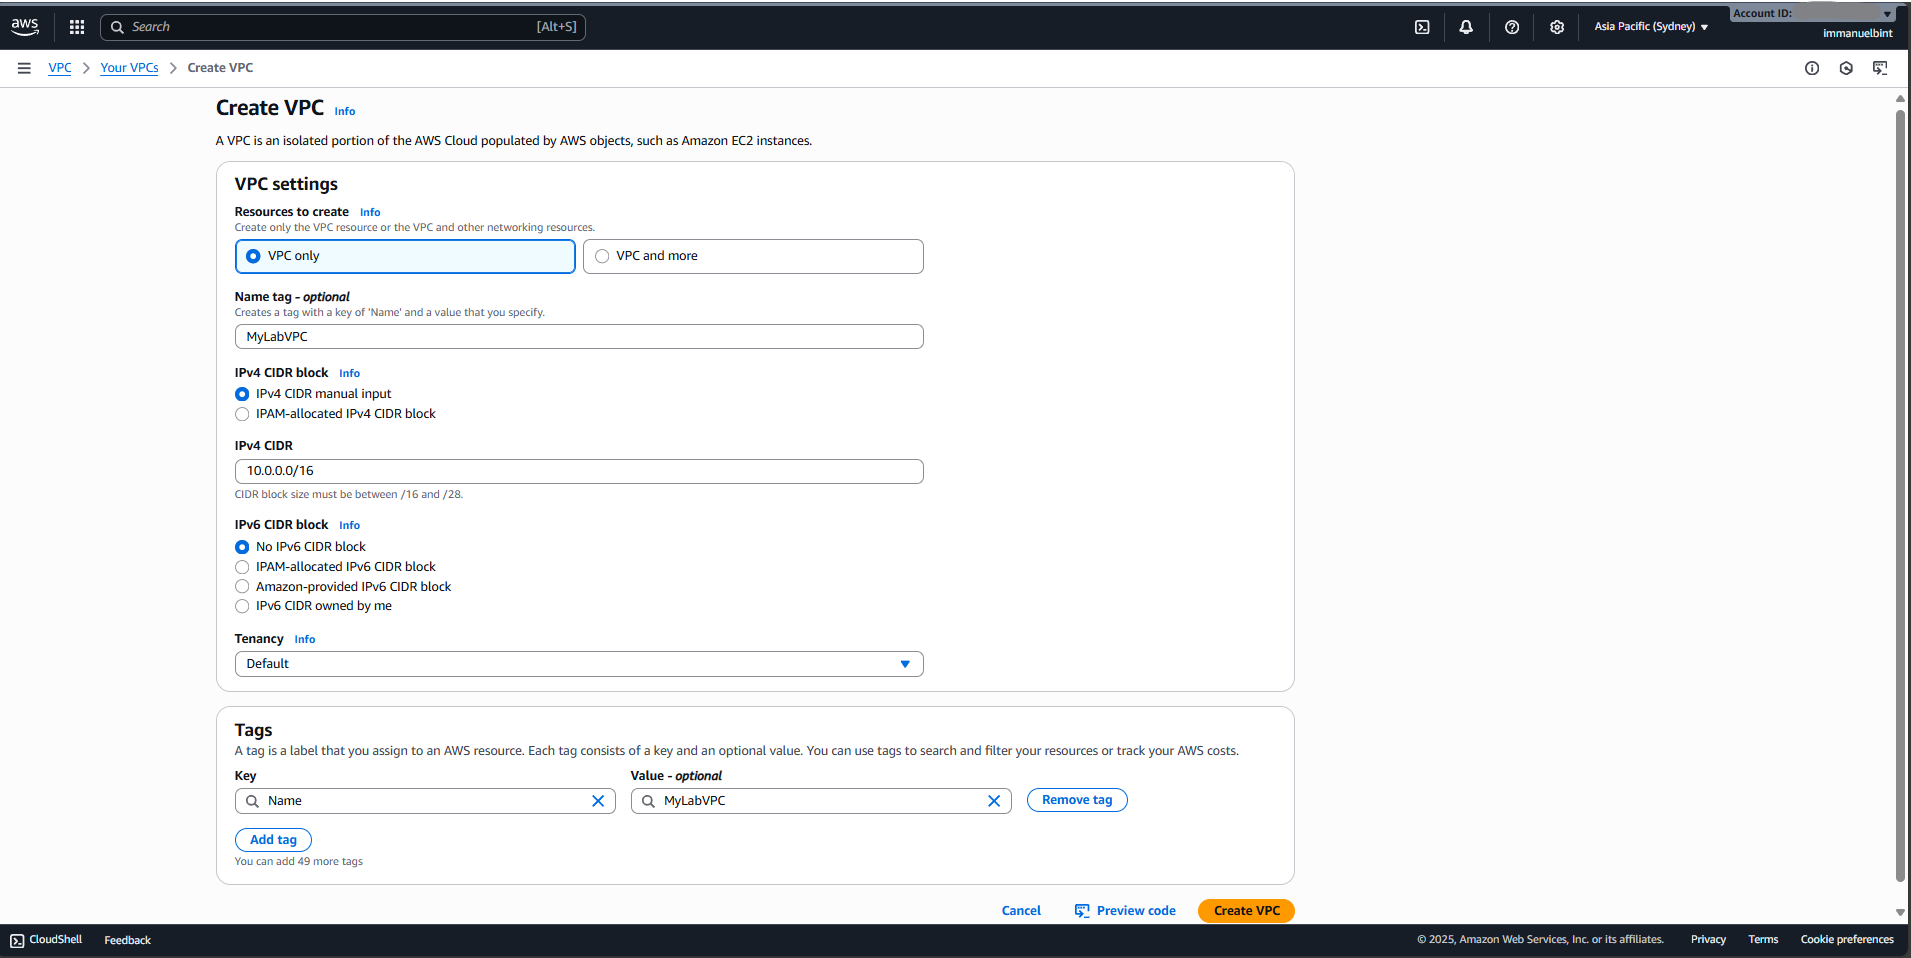 aws
Search [Alt+S]
Asia Pacific (Sydney)
Account ID:
immanuelbint
VPC > Your VPCs > Create VPC
Create VPC Info
A VPC is an isolated portion of the AWS Cloud populated by AWS objects, such as Amazon EC2 instances.
VPC settings
Resources to create Info
Create only the VPC resource or the VPC and other networking resources.
VPC only
VPC and more
Name tag - optional
Creates a tag with a key of 'Name' and a value that you specify.
MyLabVPC
IPv4 CIDR block Info
IPv4 CIDR manual input
IPAM-allocated IPv4 CIDR block
IPv4 CIDR
10.0.0.0/16
CIDR block size must be between /16 and /28.
IPv6 CIDR block Info
No IPv6 CIDR block
IPAM-allocated IPv6 CIDR block
Amazon-provided IPv6 CIDR block
IPv6 CIDR owned by me
Tenancy Info
Default
Tags
A tag is a label that you assign to an AWS resource. Each tag consists of a key and an optional value. You can use tags to search and filter your resources or track your AWS costs.
Key Value - optional
Name MyLabVPC Remove tag
Add tag
You can add 49 more tags
Cancel Preview code Create VPC
CloudShell Feedback © 2025, Amazon Web Services, Inc. or its affiliates. Privacy Terms Cookie preferences